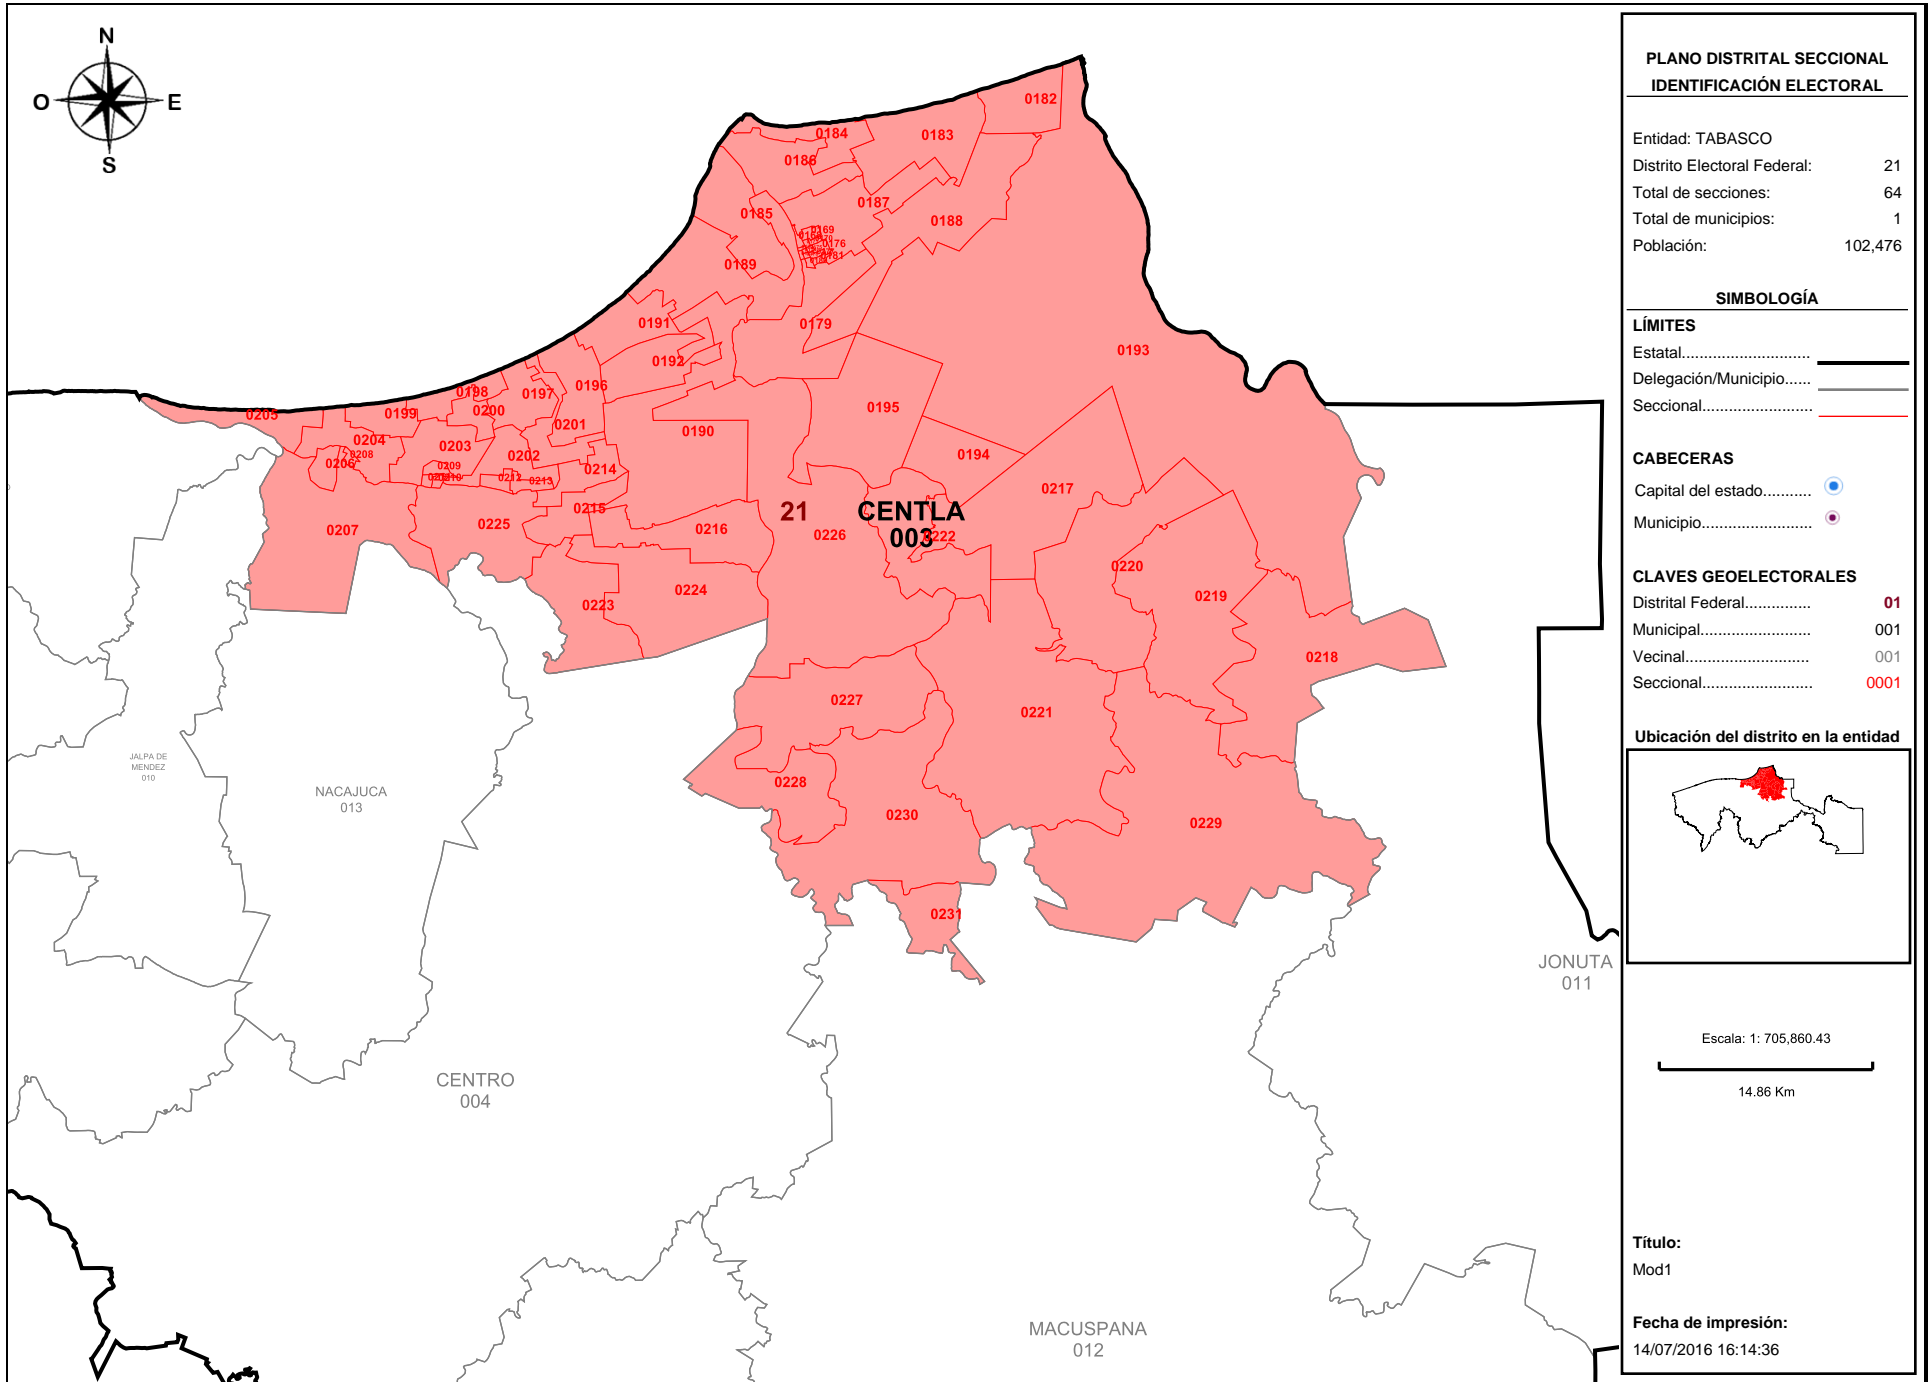 N
O
E
S
0182
0184
0183
0186
0187
0185
0188
0169
0176
0181
0189
0191
0179
0192
0193
0196
0198
0197
0195
0205
0199
0200
0201
0190
0204
0203
0208
0202
0194
0206
0209
0214
0210
0212
0213
0217
0215
21
CENTLA
003
0207
0225
0216
0226
0222
0220
0224
0223
0219
0218
0227
0221
0228
0230
0229
0231
JALPA DE
MENDEZ
010
NACAJUCA
013
CENTRO
004
JONUTA
011
MACUSPANA
012
PLANO DISTRITAL SECCIONAL
IDENTIFICACIÓN ELECTORAL
Entidad: TABASCO
Distrito Electoral Federal: 21
Total de secciones: 64
Total de municipios: 1
Población: 102,476
SIMBOLOGÍA
LÍMITES
Estatal............................
Delegación/Municipio......
Seccional.........................
CABECERAS
Capital del estado...........
Municipio.........................
CLAVES GEOELECTORALES
Distrital Federal............... 01
Municipal......................... 001
Vecinal............................ 001
Seccional......................... 0001
Ubicación del distrito en la entidad
Escala: 1: 705,860.43
14.86 Km
Título:
Mod1
Fecha de impresión:
14/07/2016 16:14:36